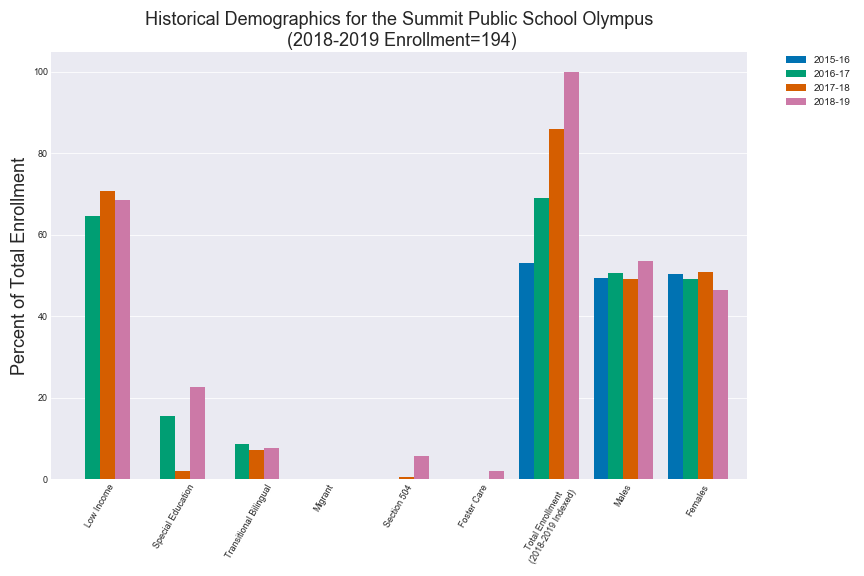 Historical Demographics for the Summit Public School Olympus
(2018-2019 Enrollment=194)
2015-16
2016-17
2017-18
2018-19
Percent of Total Enrollment
100
80
60
40
20
0
Low Income
Special Education
Transitional Bilingual
Migrant
Section 504
Foster Care
Total Enrollment
(2018-2019 Indexed)
Males
Females